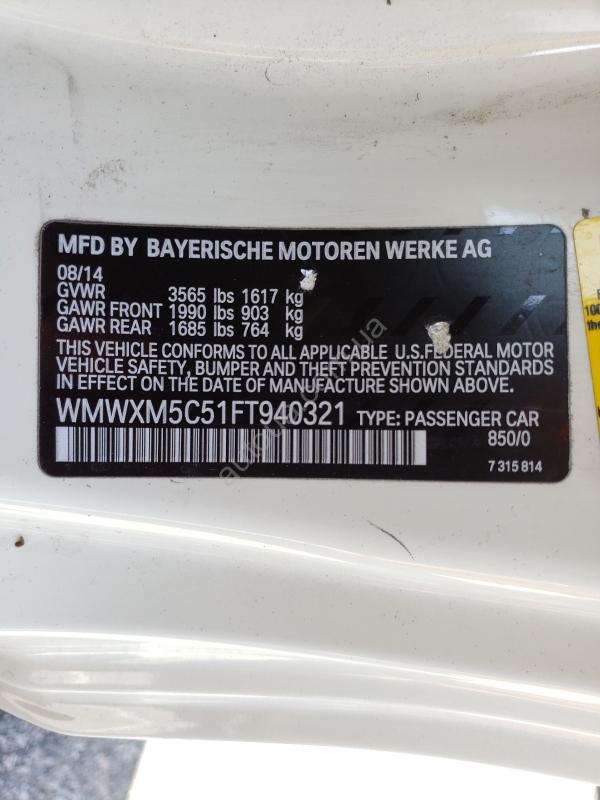 MFD BY BAYERISCHE MOTOREN WERKE AG
08/14
GVWR 3565 lbs 1617 kg
GAWR FRONT 1990 lbs 903 kg
GAWR REAR 1685 lbs 764 kg
THIS VEHICLE CONFORMS TO ALL APPLICABLE U.S.FEDERAL MOTOR
VEHICLE SAFETY, BUMPER AND THEFT PREVENTION STANDARDS
IN EFFECT ON THE DATE OF MANUFACTURE SHOWN ABOVE.
WMWXM5C51FT940321 TYPE: PASSENGER CAR
850/0
7 315 814
100
the